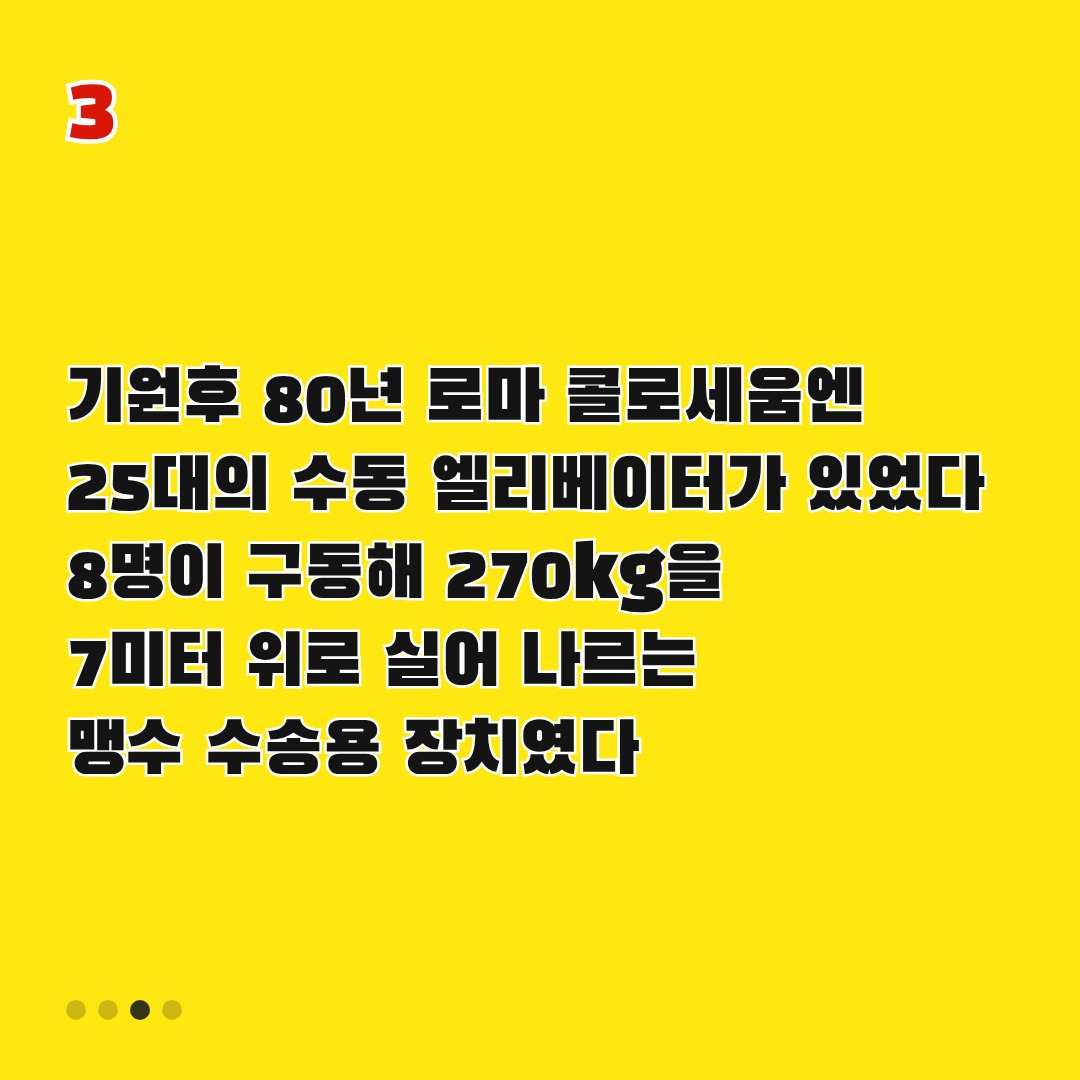 3
기원후 80년 로마 콜로세움엔
25대의 수동 엘리베이터가 있었다
8명이 구동해 270kg을
7미터 위로 실어 나르는
맹수 수송용 장치였다